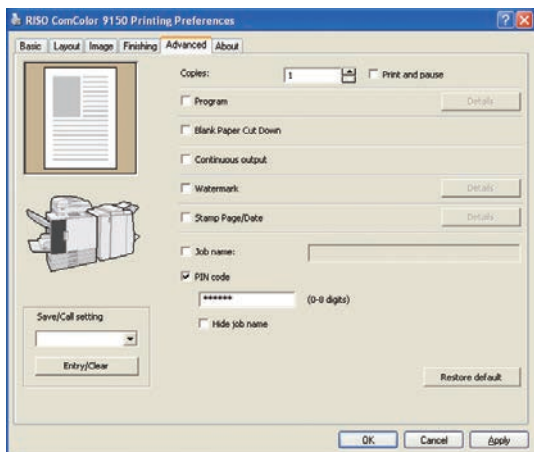 RISO ComColor 9150 Printing Preferences
Basic Layout Image Finishing Advanced About
Copies: 1 Print and pause
Program Details
Blank Paper Cut Down
Continuous output
Watermark Details
Stamp Page/Date Details
Job name:
PIN code
****** (0-8 digits)
Hide job name
Save/Call setting
Entry/Clear
Restore default
OK Cancel Apply